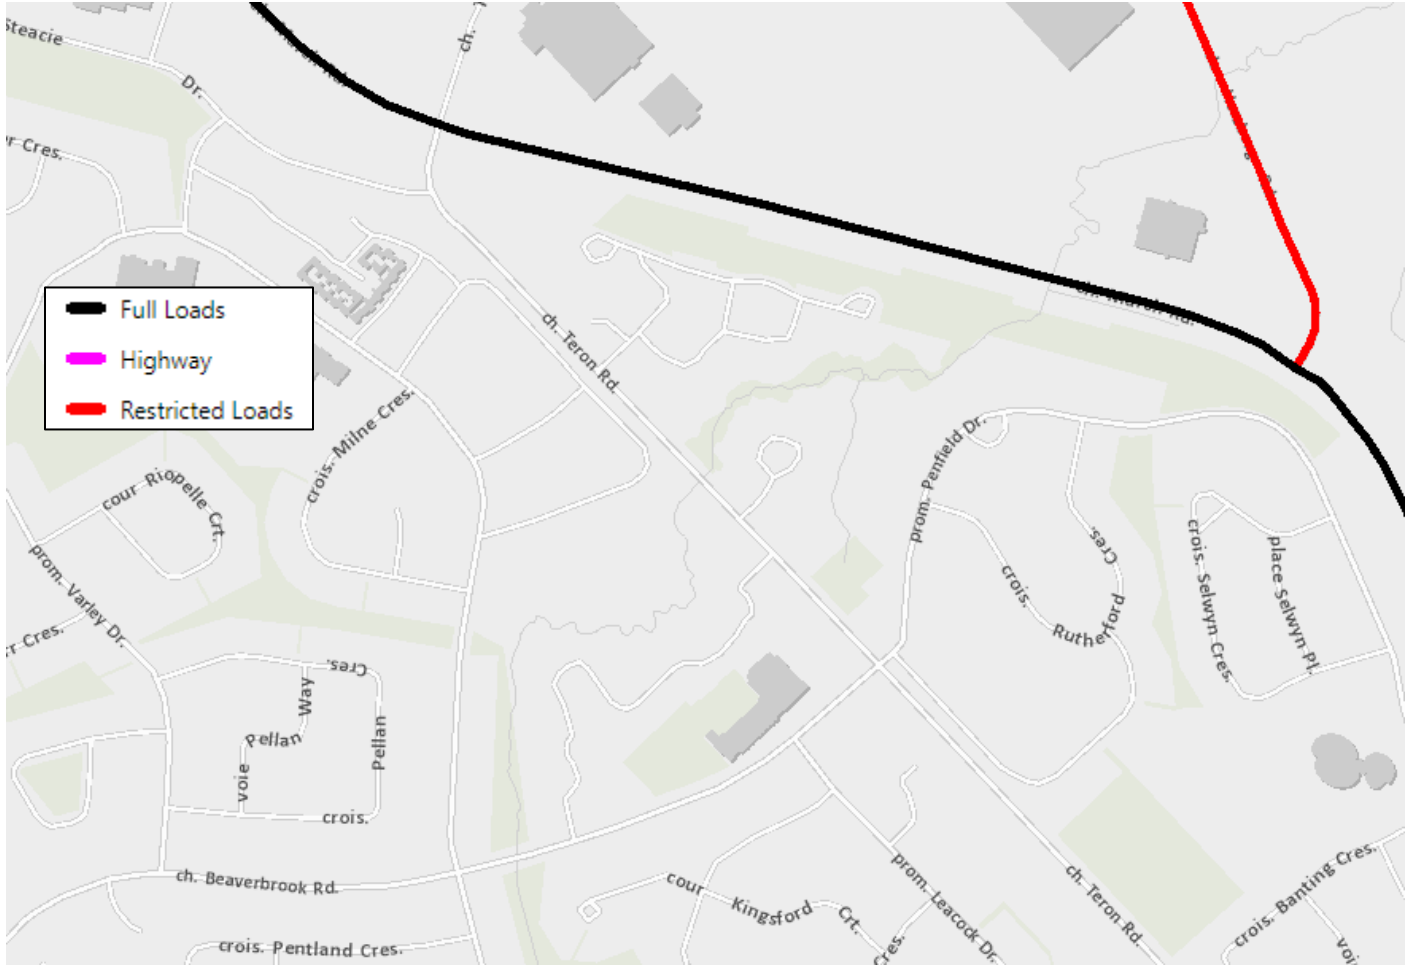 Steacie
Dr.
ch.
Cres.
ch. March Rd.
Full Loads
Highway
Restricted Loads
ch. Teron Rd.
crois. Milne Cres.
cour Riopelle Crt.
prom. Penfield Dr.
crois.
Rutherford
Cres.
crois. Selwyn Cres.
place Selwyn Pl.
prom. Varley Dr.
Cres.
Cres.
Way
Pellan
voie
Pellan
crois.
ch. Beaverbrook Rd.
crois. Pentland Cres.
cour
Kingsford
Crt.
Cres.
prom. Leacock Dr.
ch. Teron Rd.
crois. Banting Cres.